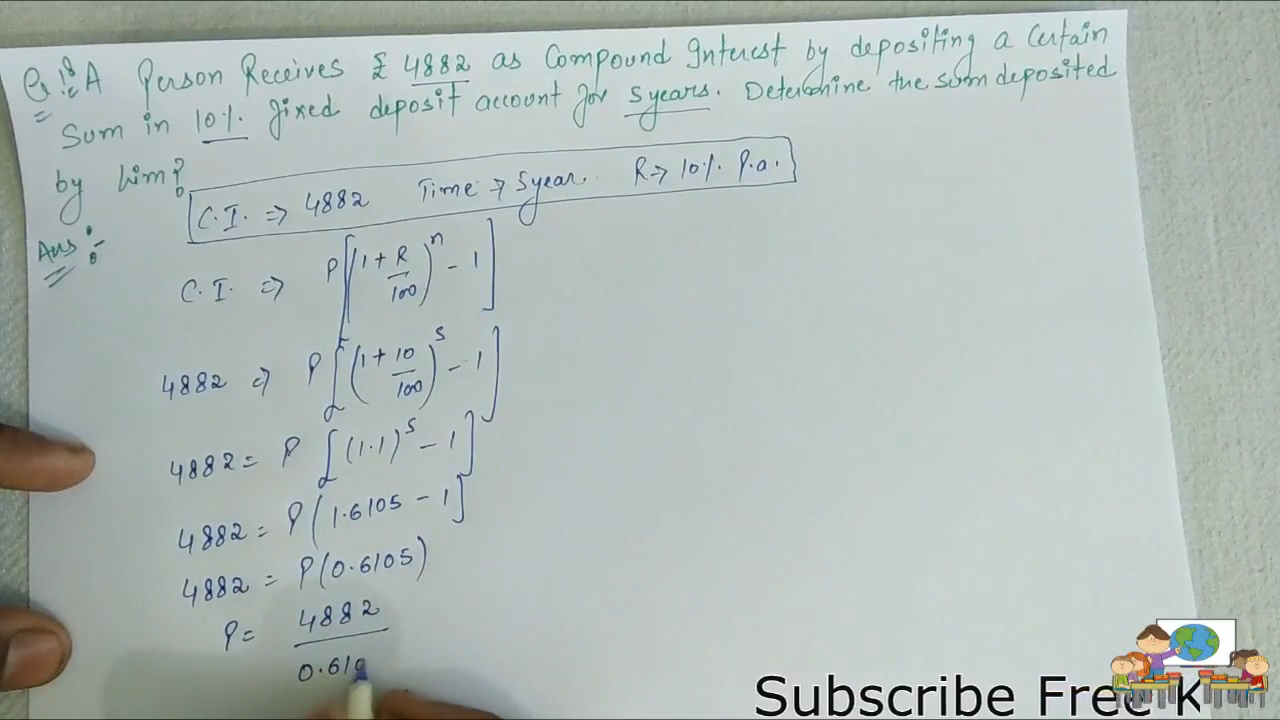 Q.18 A Person Receives ₹ 4882 as Compound Interest by depositing a Certain
Sum in 10% fixed deposit account for 5 years. Determine the sum deposited
by him?
C.I. ⇒ 4882 Time → 5 year. R → 10% P.a.
Ans:-
C.I. ⇒ P[(1 + R/100)^n - 1]
4882 ⇒ P[(1 + 10/100)^5 - 1]
4882 = P [(1.1)^5 - 1]
4882 = P(1.6105 - 1]
4882 = P(0.6105)
P = 4882/0.610
Subscribe Free K